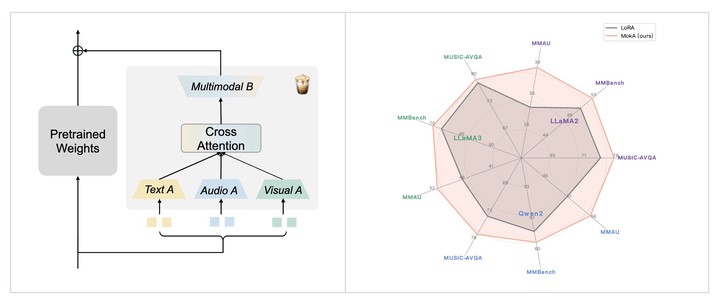 Multimodal B
Pretrained
Weights
Cross
Attention
Text A
Audio A
Visual A
LoRA
MokA (ours)
MMAU
MUSIC-AVQA
MMBench
MMBench
LLaMA2
LLaMA3
MUSIC-AVQA
MMAU
Qwen2
MMAU
MUSIC-AVQA
MMBench